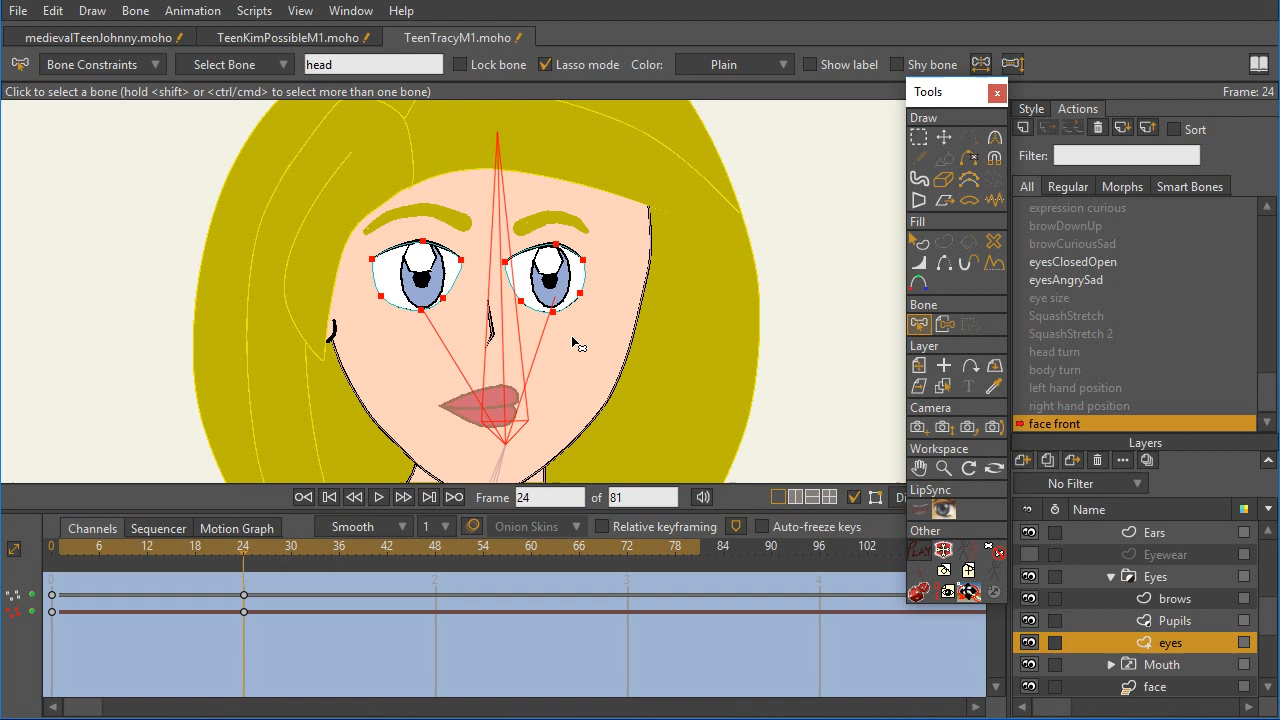 File Edit Draw Bone Animation Scripts View Window Help
medievalTeenJohnny.moho TeenKimPossibleM1.moho TeenTracyM1.moho
Bone Constraints Select Bone head Lock bone Lasso mode Color: Plain Show label Shy bone
Click to select a bone (hold <shift> or <ctrl/cmd> to select more than one bone) Frame: 24
Tools x
Draw
Fill
Bone
Layer
T
Camera
Workspace
LipSync
Other
PLAY
Style Actions
Sort
Filter:
All Regular Morphs Smart Bones
expression curious
browDownUp
browCuriousSad
eyesClosedOpen
eyesAngrySad
eye size
SquashStretch
SquashStretch 2
head turn
body turn
left hand position
right hand position
face front
Layers
No Filter
Name
Ears
Eyewear
Eyes
brows
Pupils
eyes
Mouth
face
Frame 24 of 81 Di
Channels Sequencer Motion Graph Smooth 1 Onion Skins Relative keyframing Auto-freeze keys
0 6 12 18 24 30 36 42 48 54 60 66 72 78 84 90 96 102
0 1 2 3 4